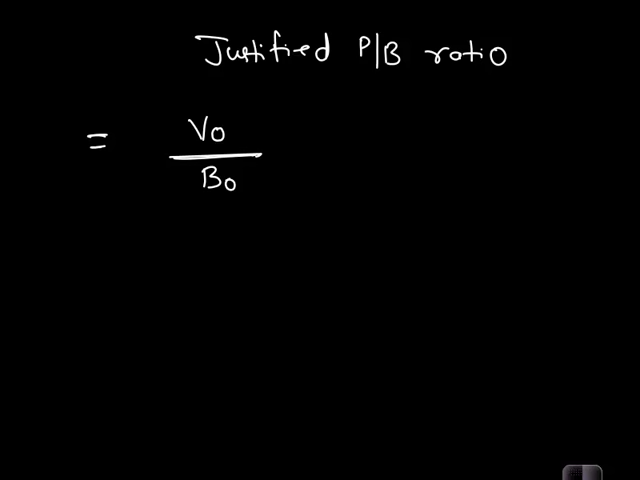 Justified P/B ratio
= V0
B0